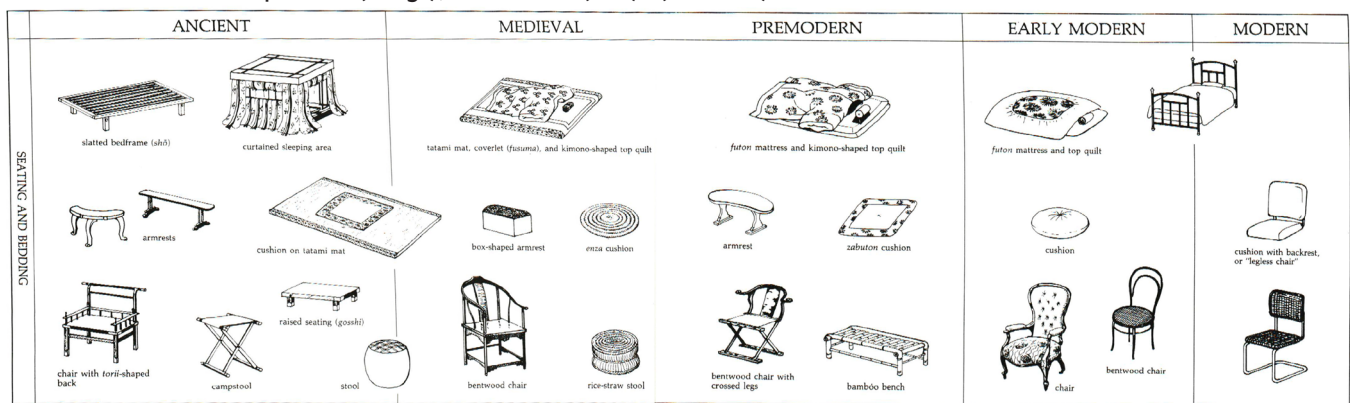 ANCIENT
MEDIEVAL
PREMODERN
EARLY MODERN
MODERN
SEATING AND BEDDING
slatted bedframe (shō)
curtained sleeping area
tatami mat, coverlet (fusuma), and kimono-shaped top quilt
futon mattress and kimono-shaped top quilt
futon mattress and top quilt
armrests
cushion on tatami mat
box-shaped armrest
enza cushion
armrest
zabuton cushion
cushion
cushion with backrest,
or "legless chair"
raised seating (gosshi)
chair with torii-shaped
back
campstool
stool
bentwood chair
rice-straw stool
bentwood chair with
crossed legs
bamboo bench
chair
bentwood chair